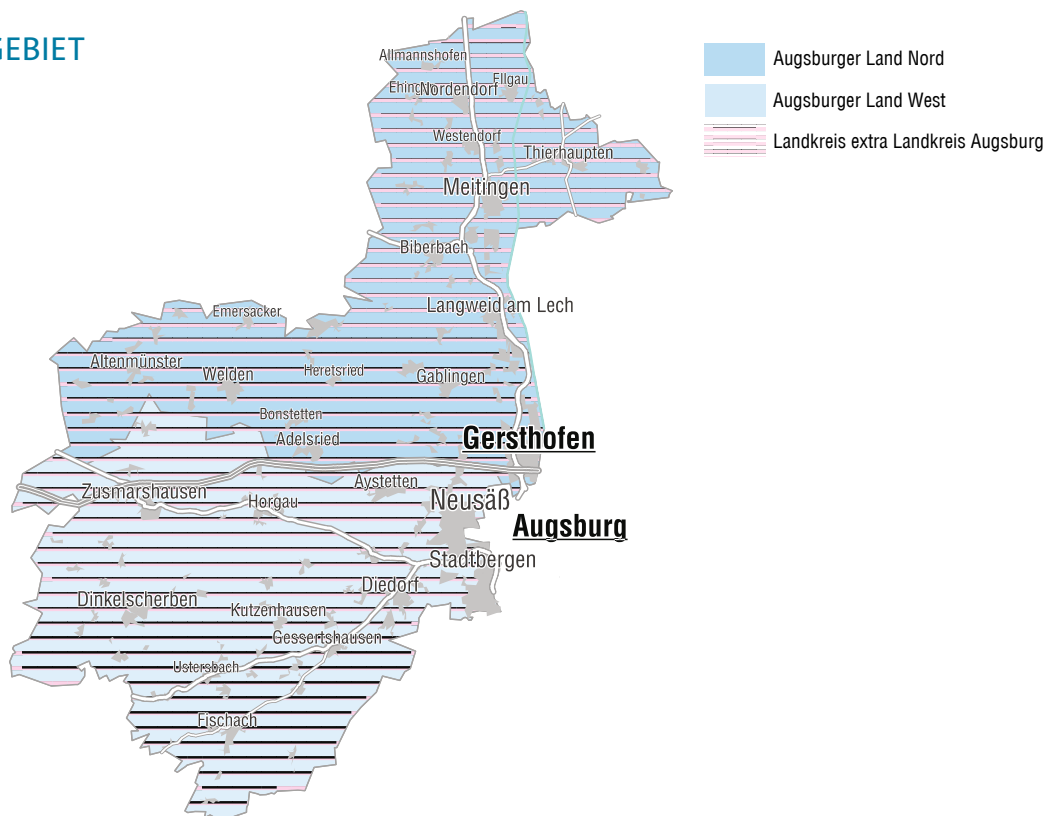 GEBIET
Augsburger Land Nord
Augsburger Land West
Landkreis extra Landkreis Augsburg
Allmannshofen
Ellgau
Ehingen
Nordendorf
Westendorf
Thierhaupten
Meitingen
Biberbach
Langweid am Lech
Emersacker
Altenmünster
Welden
Heretsried
Gablingen
Bonstetten
Adelsried
Gersthofen
Aystetten
Zusmarshausen
Horgau
Neusäß
Augsburg
Stadtbergen
Diedorf
Dinkelscherben
Kutzenhausen
Gessertshausen
Ustersbach
Fischach